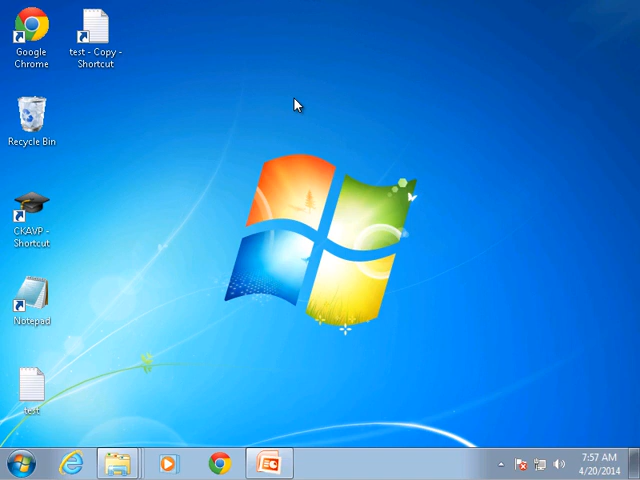 Google
Chrome
test - Copy -
Shortcut
Recycle Bin
CKAVP -
Shortcut
Notepad
test
7:57 AM
4/20/2014